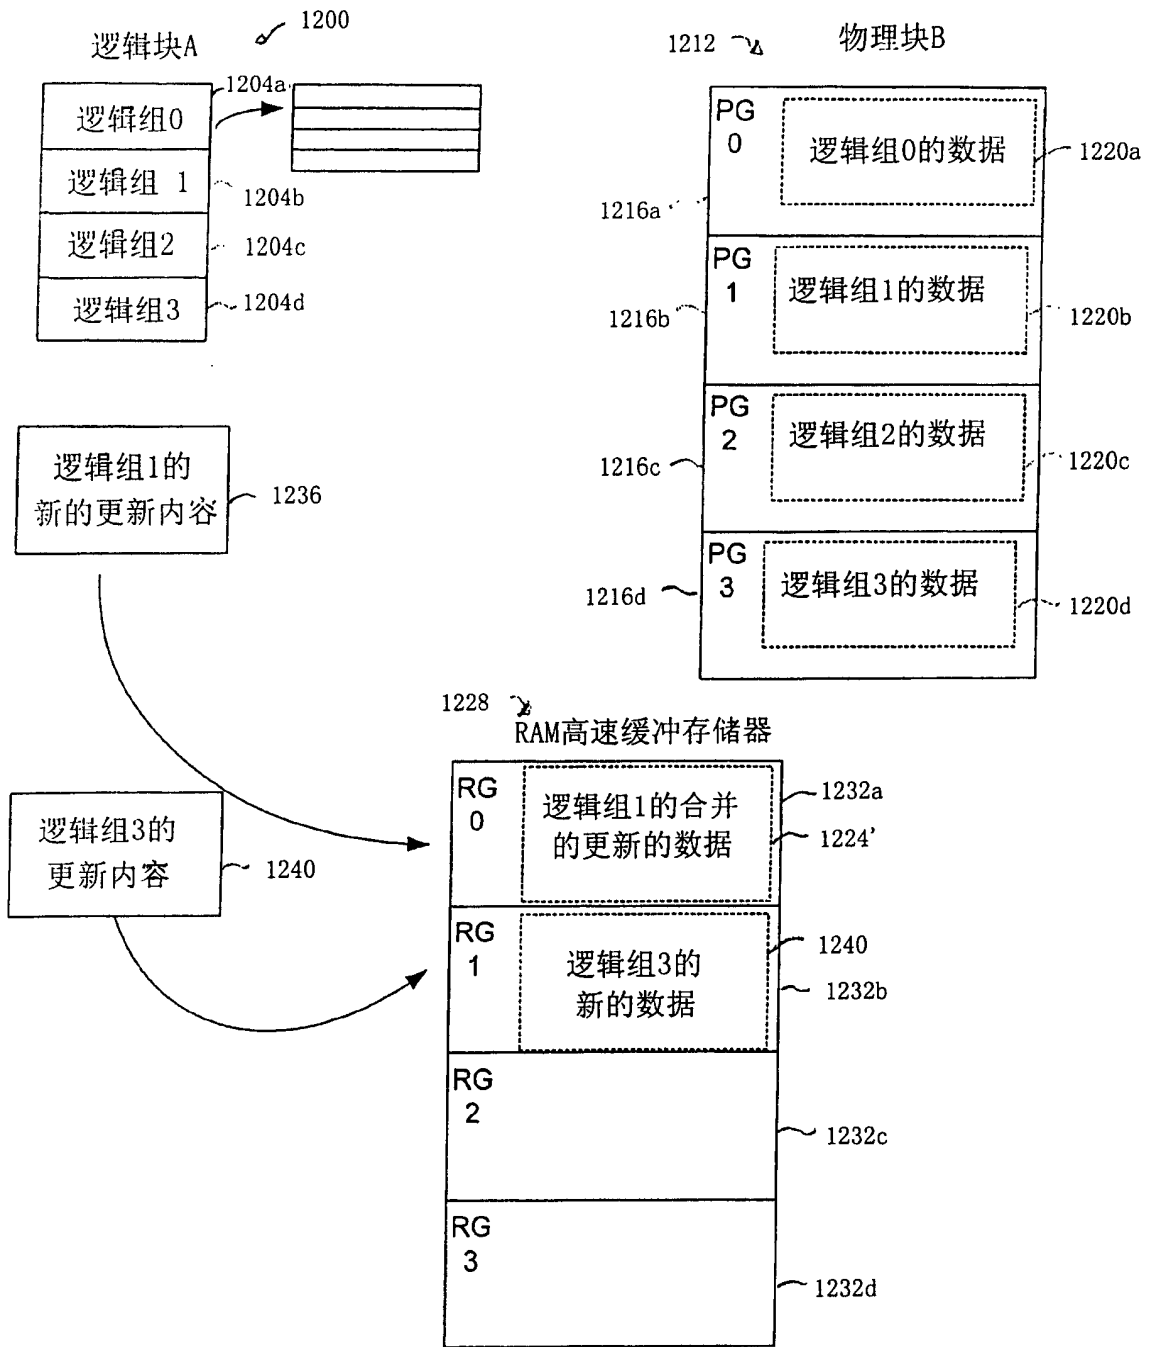 逻辑块A
1200
1204a
逻辑组0
逻辑组 1
1204b
逻辑组2
1204c
逻辑组3
1204d
1212
物理块B
PG
0
逻辑组0的数据
1220a
1216a
PG
1
逻辑组1的数据
1216b
1220b
PG
2
逻辑组2的数据
1216c
1220c
PG
3
逻辑组3的数据
1216d
1220d
逻辑组1的
新的更新内容
1236
逻辑组3的
更新内容
1240
1228
RAM高速缓冲存储器
RG
0
逻辑组1的合并
的更新的数据
1232a
1224'
RG
1
逻辑组3的
新的数据
1240
1232b
RG
2
1232c
RG
3
1232d